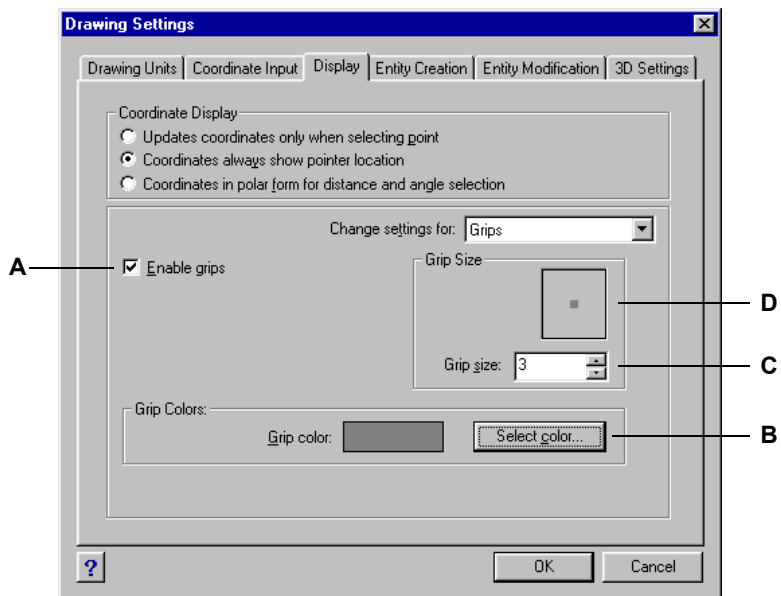 Drawing Settings
Drawing Units Coordinate Input Display Entity Creation Entity Modification 3D Settings
Coordinate Display
Updates coordinates only when selecting point
Coordinates always show pointer location
Coordinates in polar form for distance and angle selection
Change settings for: Grips
A
Enable grips
Grip Size
D
Grip size: 3
C
Grip Colors:
Grip color:
Select color...
B
?
OK
Cancel